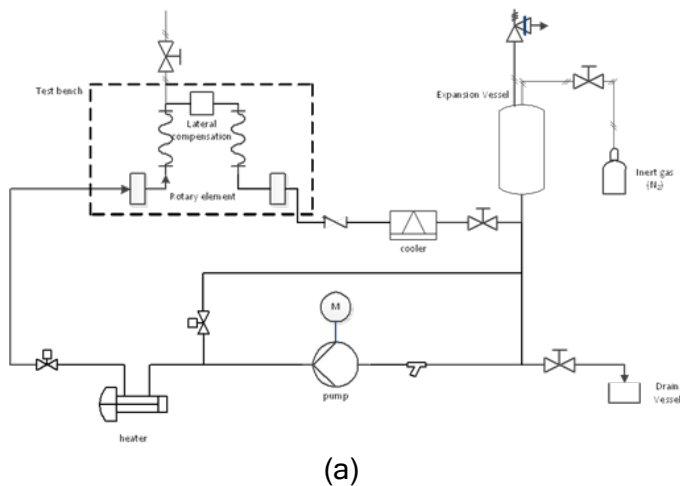 Test bench
Expansion Vessel
Lateral
compensation
Rotary element
Inert gas
(N₂)
cooler
M
pump
Drain
Vessel
heater
(a)